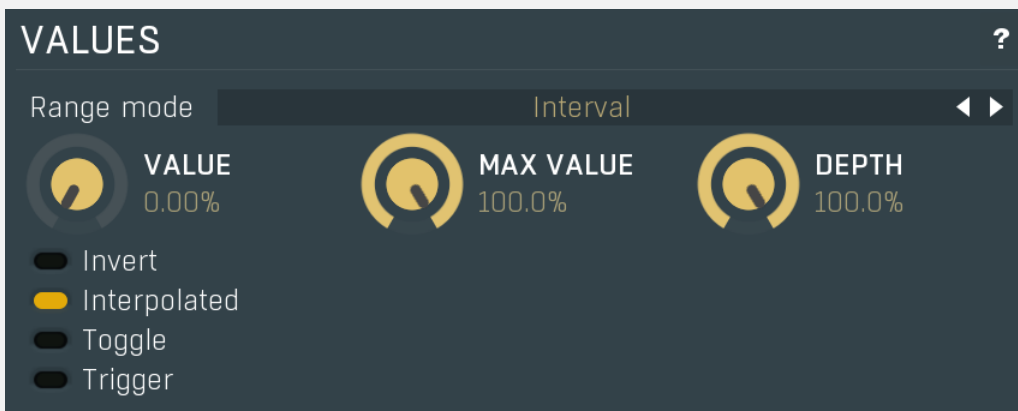 VALUES ?
Range mode Interval
VALUE MAX VALUE DEPTH
0.00% 100.0% 100.0%
Invert
Interpolated
Toggle
Trigger